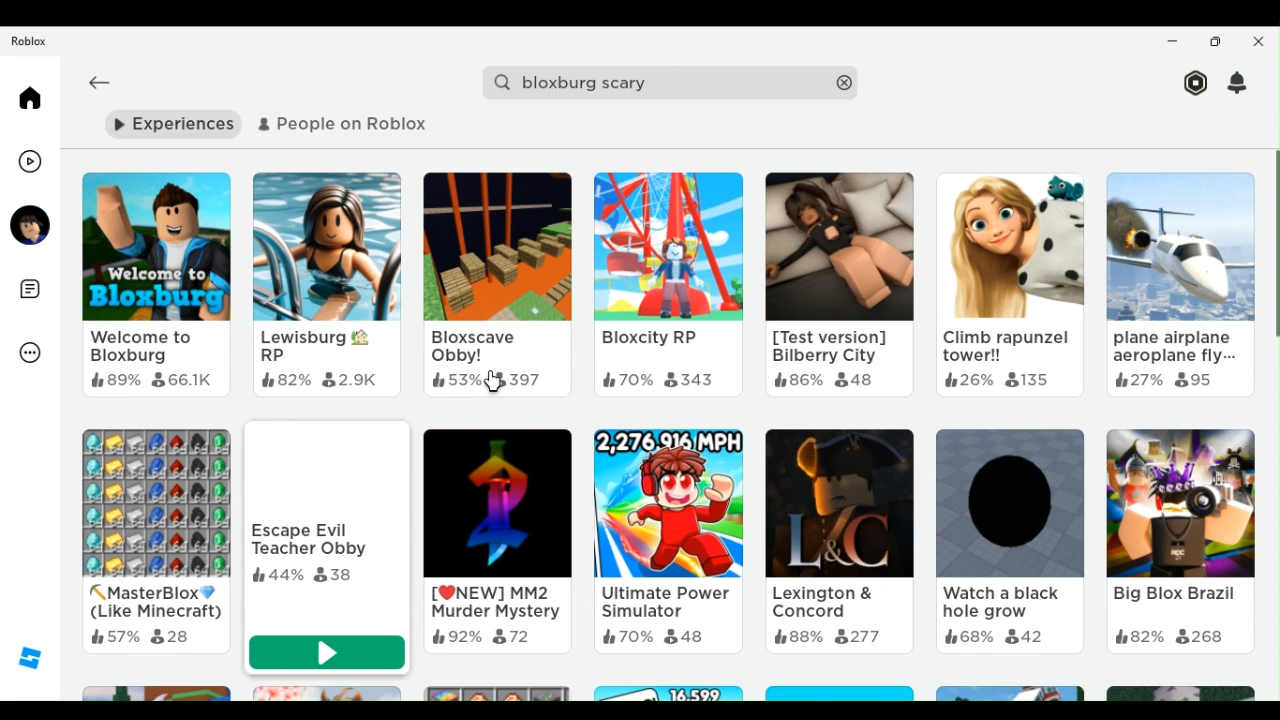 Roblox
bloxburg scary
Experiences
People on Roblox
Welcome to
Bloxburg
Welcome to
Bloxburg
89% 66.1K
Lewisburg
RP
82% 2.9K
Bloxscave
Obby!
53% 397
Bloxcity RP
70% 343
[Test version]
Bilberry City
86% 48
Climb rapunzel
tower!!
26% 135
plane airplane
aeroplane fly...
27% 95
MasterBlox
(Like Minecraft)
57% 28
Escape Evil
Teacher Obby
44% 38
[❤️NEW] MM2
Murder Mystery
92% 72
2,276,916 MPH
Ultimate Power
Simulator
70% 48
L&C
Lexington &
Concord
88% 277
Watch a black
hole grow
68% 42
RDC
Big Blox Brazil
82% 268
16,599